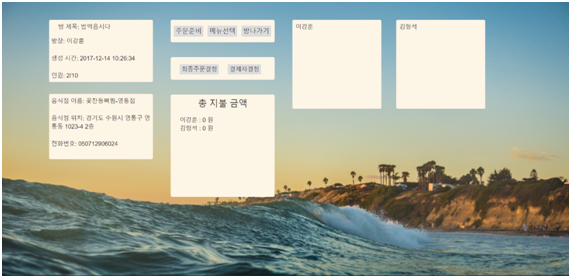 방 제목: 밥먹읍시다
방장: 이강훈
생성 시간: 2017-12-14 10:26:34
인원: 2/10
음식점 이름: 꽃찬등뼈찜-영통점
음식점 위치: 경기도 수원시 영통구 영
통동 1023-4 2층
전화번호: 050712906024
주문준비 메뉴선택 방나가기
최종주문결정 결제자결정
총 지불 금액
이강훈 : 0 원
김형석 : 0 원
이강훈
김형석